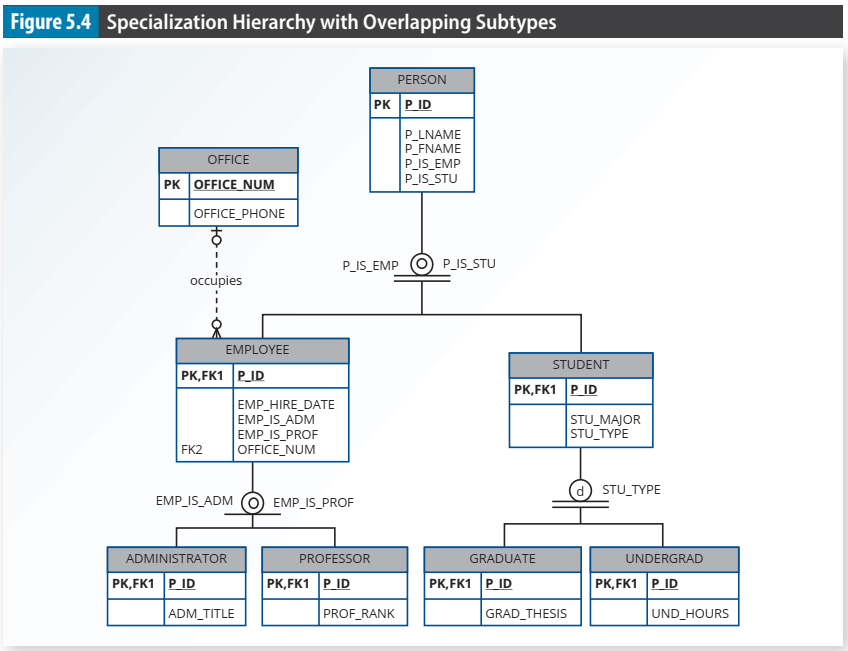 Figure 5.4 Specialization Hierarchy with Overlapping Subtypes
PERSON
PK P_ID
P_LNAME
P_FNAME
P_IS_EMP
P_IS_STU
OFFICE
PK OFFICE_NUM
OFFICE_PHONE
P_IS_EMP O P_IS_STU
occupies
EMPLOYEE
PK,FK1 P_ID
EMP_HIRE_DATE
EMP_IS_ADM
EMP_IS_PROF
FK2 OFFICE_NUM
STUDENT
PK,FK1 P_ID
STU_MAJOR
STU_TYPE
EMP_IS_ADM O EMP_IS_PROF
d STU_TYPE
ADMINISTRATOR
PK,FK1 P_ID
ADM_TITLE
PROFESSOR
PK,FK1 P_ID
PROF_RANK
GRADUATE
PK,FK1 P_ID
GRAD_THESIS
UNDERGRAD
PK,FK1 P_ID
UND_HOURS